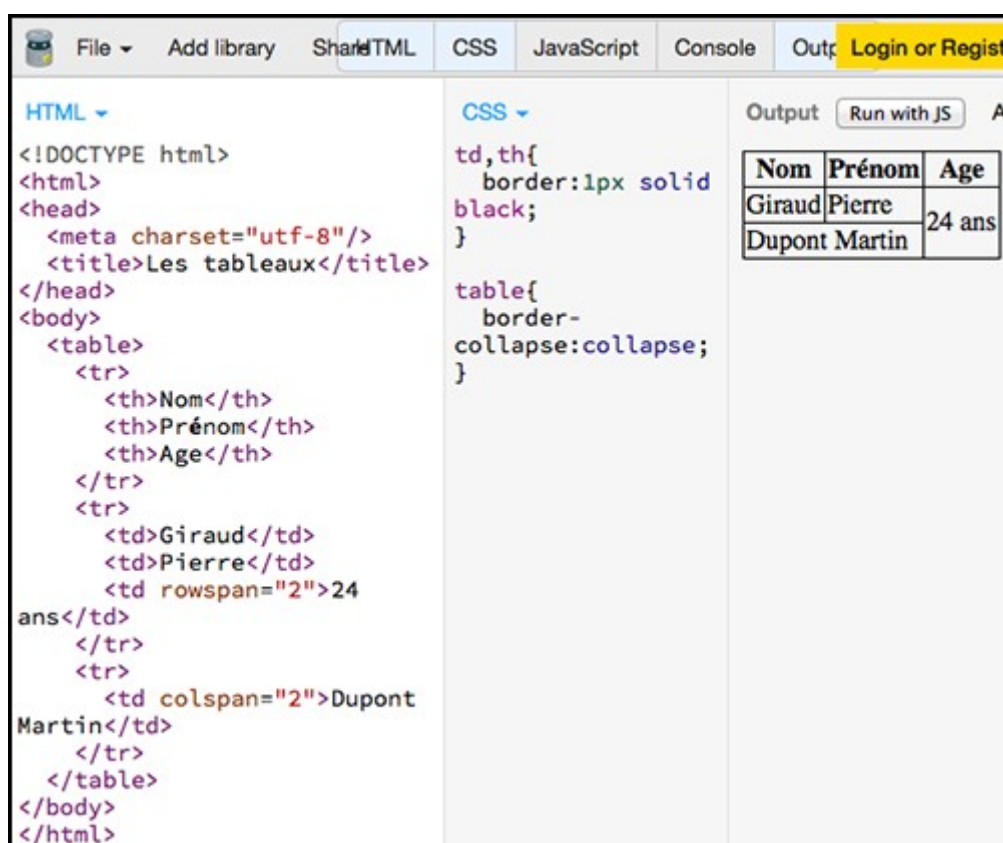 File Add library Share HTML CSS JavaScript Console Outp Login or Regist
HTML
<!DOCTYPE html>
<html>
<head>
<meta charset="utf-8"/>
<title>Les tableaux</title>
</head>
<body>
<table>
<tr>
<th>Nom</th>
<th>Prénom</th>
<th>Age</th>
</tr>
<tr>
<td>Giraud</td>
<td>Pierre</td>
<td rowspan="2">24
ans</td>
</tr>
<tr>
<td colspan="2">Dupont
Martin</td>
</tr>
</table>
</body>
</html>
CSS
td,th{
border:1px solid
black;
}
table{
border-
collapse:collapse;
}
Output Run with JS A
Nom Prénom Age
Giraud Pierre
24 ans
Dupont Martin